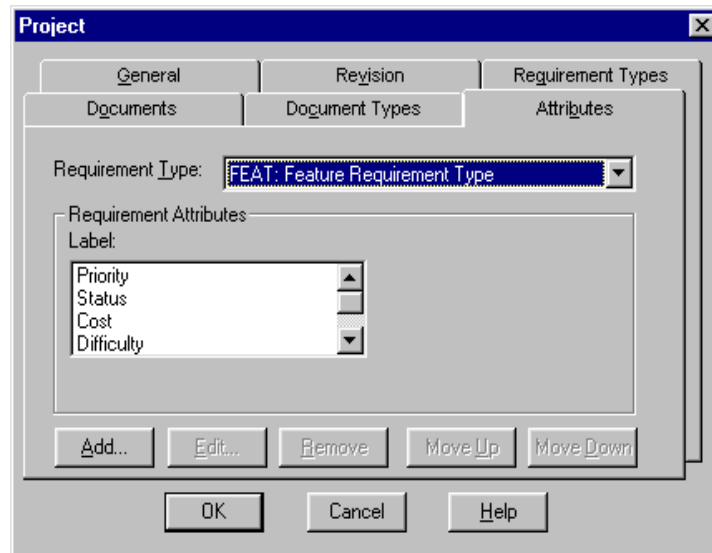 Project
General Revision Requirement Types
Documents Document Types Attributes
Requirement Type: FEAT: Feature Requirement Type
Requirement Attributes
Label:
Priority
Status
Cost
Difficulty
Add... Edit... Remove Move Up Move Down
OK Cancel Help